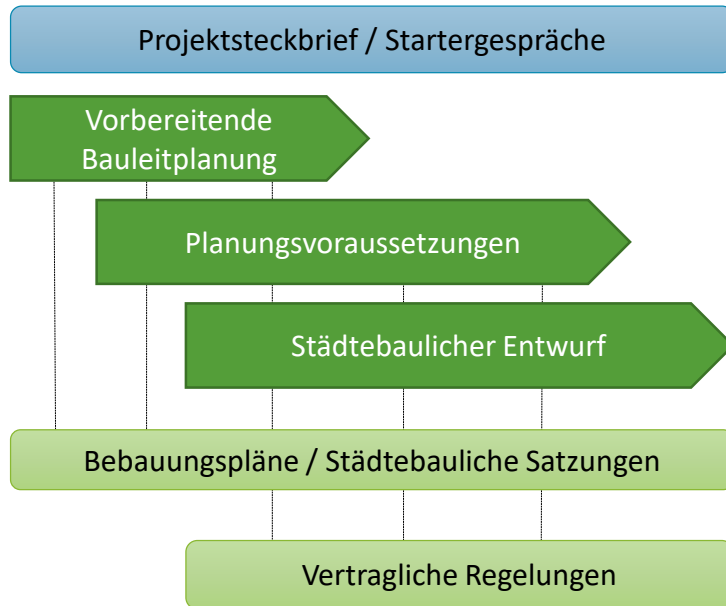 Projektsteckbrief / Startergespräche
Vorbereitende
Bauleitplanung
Planungsvoraussetzungen
Städtebaulicher Entwurf
Bebauungspläne / Städtebauliche Satzungen
Vertragliche Regelungen